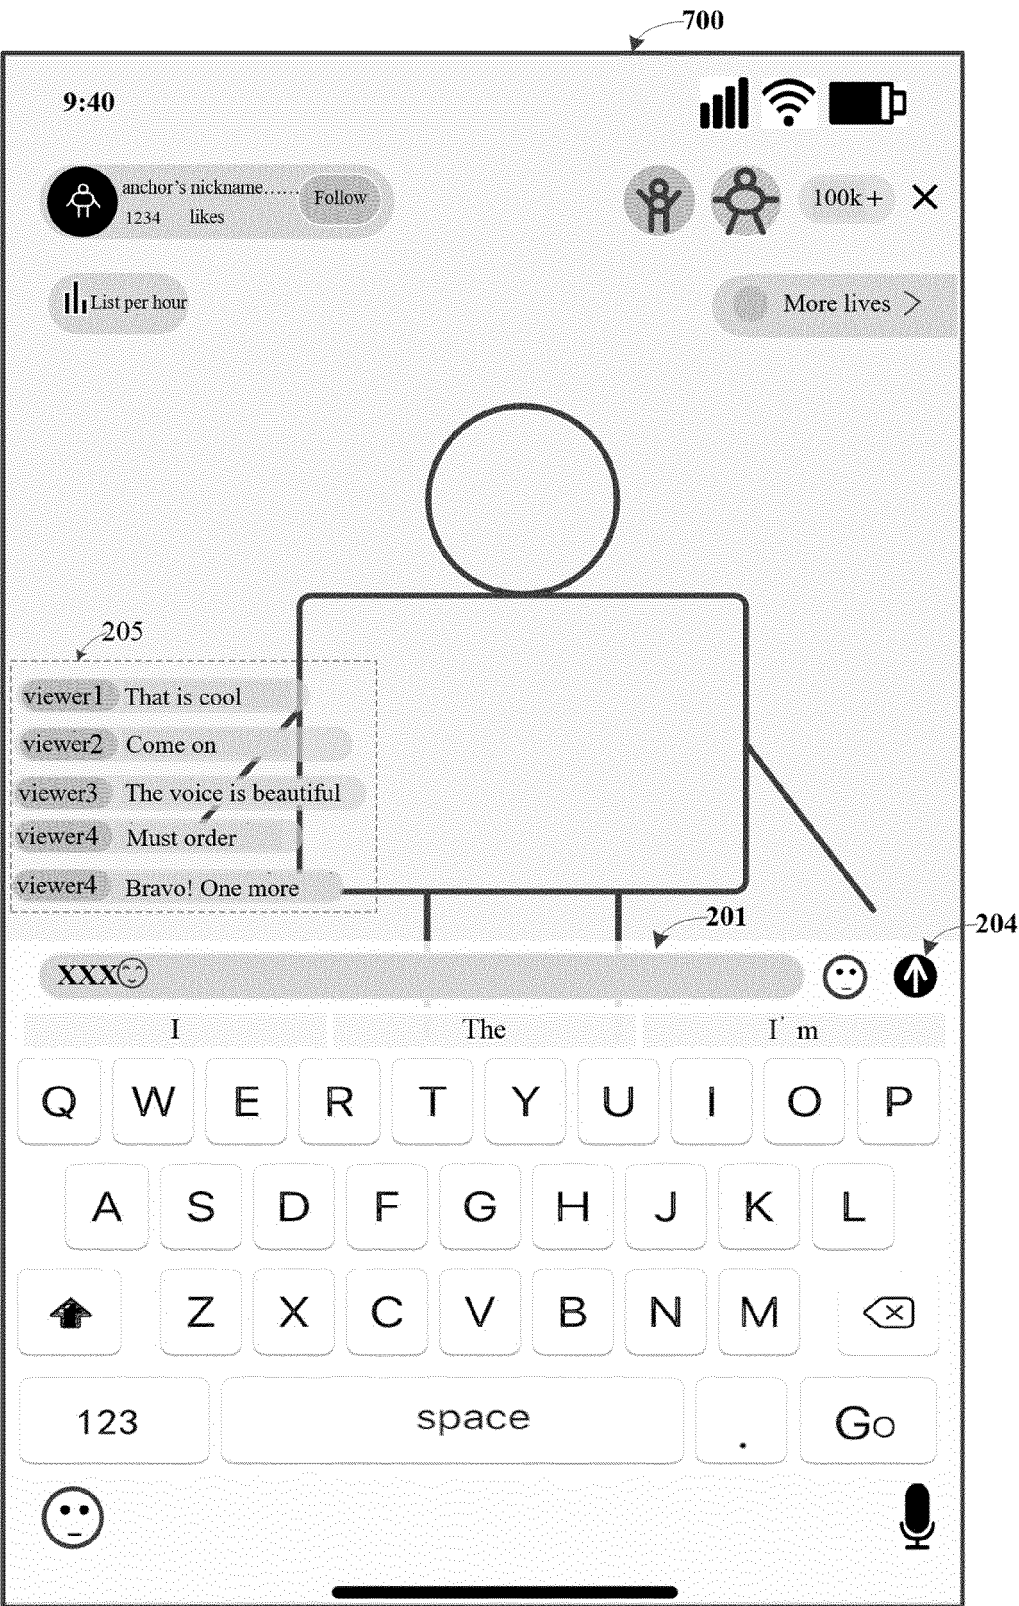 700
9:40
anchor's nickname......
1234 likes
Follow
100k+
List per hour
More lives
205
viewer1 That is cool
viewer2 Come on
viewer3 The voice is beautiful
viewer4 Must order
viewer4 Bravo! One more
201
204
XXX
I The I'm
Q W E R T Y U I O P
A S D F G H J K L
Z X C V B N M
123 space . Go